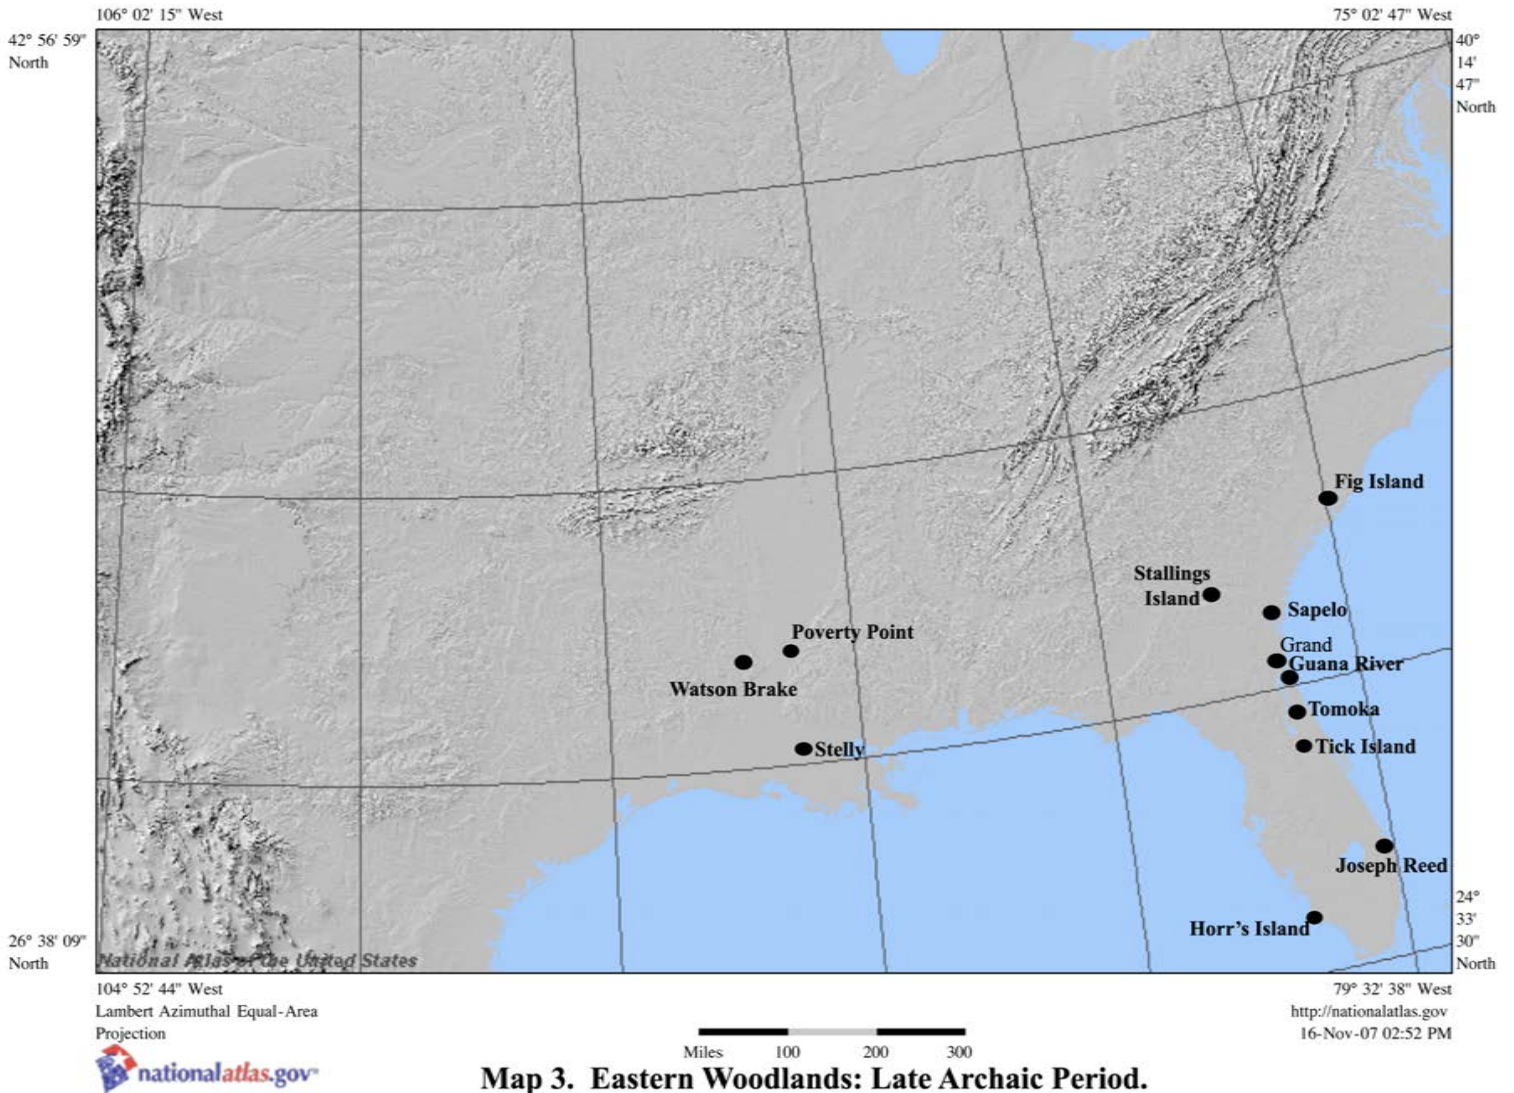 106° 02' 15" West
75° 02' 47" West
42° 56' 59"
North
40°
14'
47"
North
Fig Island
Stallings
Island
Sapelo
Grand
Guana River
Poverty Point
Watson Brake
Tomoka
Stelly
Tick Island
Joseph Reed
Horr's Island
24°
33'
30"
North
26° 38' 09"
North
National Atlas of the United States
104° 52' 44" West
79° 32' 38" West
Lambert Azimuthal Equal-Area
Projection
http://nationalatlas.gov
16-Nov-07 02:52 PM
Miles 100 200 300
nationalatlas.gov™
Map 3. Eastern Woodlands: Late Archaic Period.